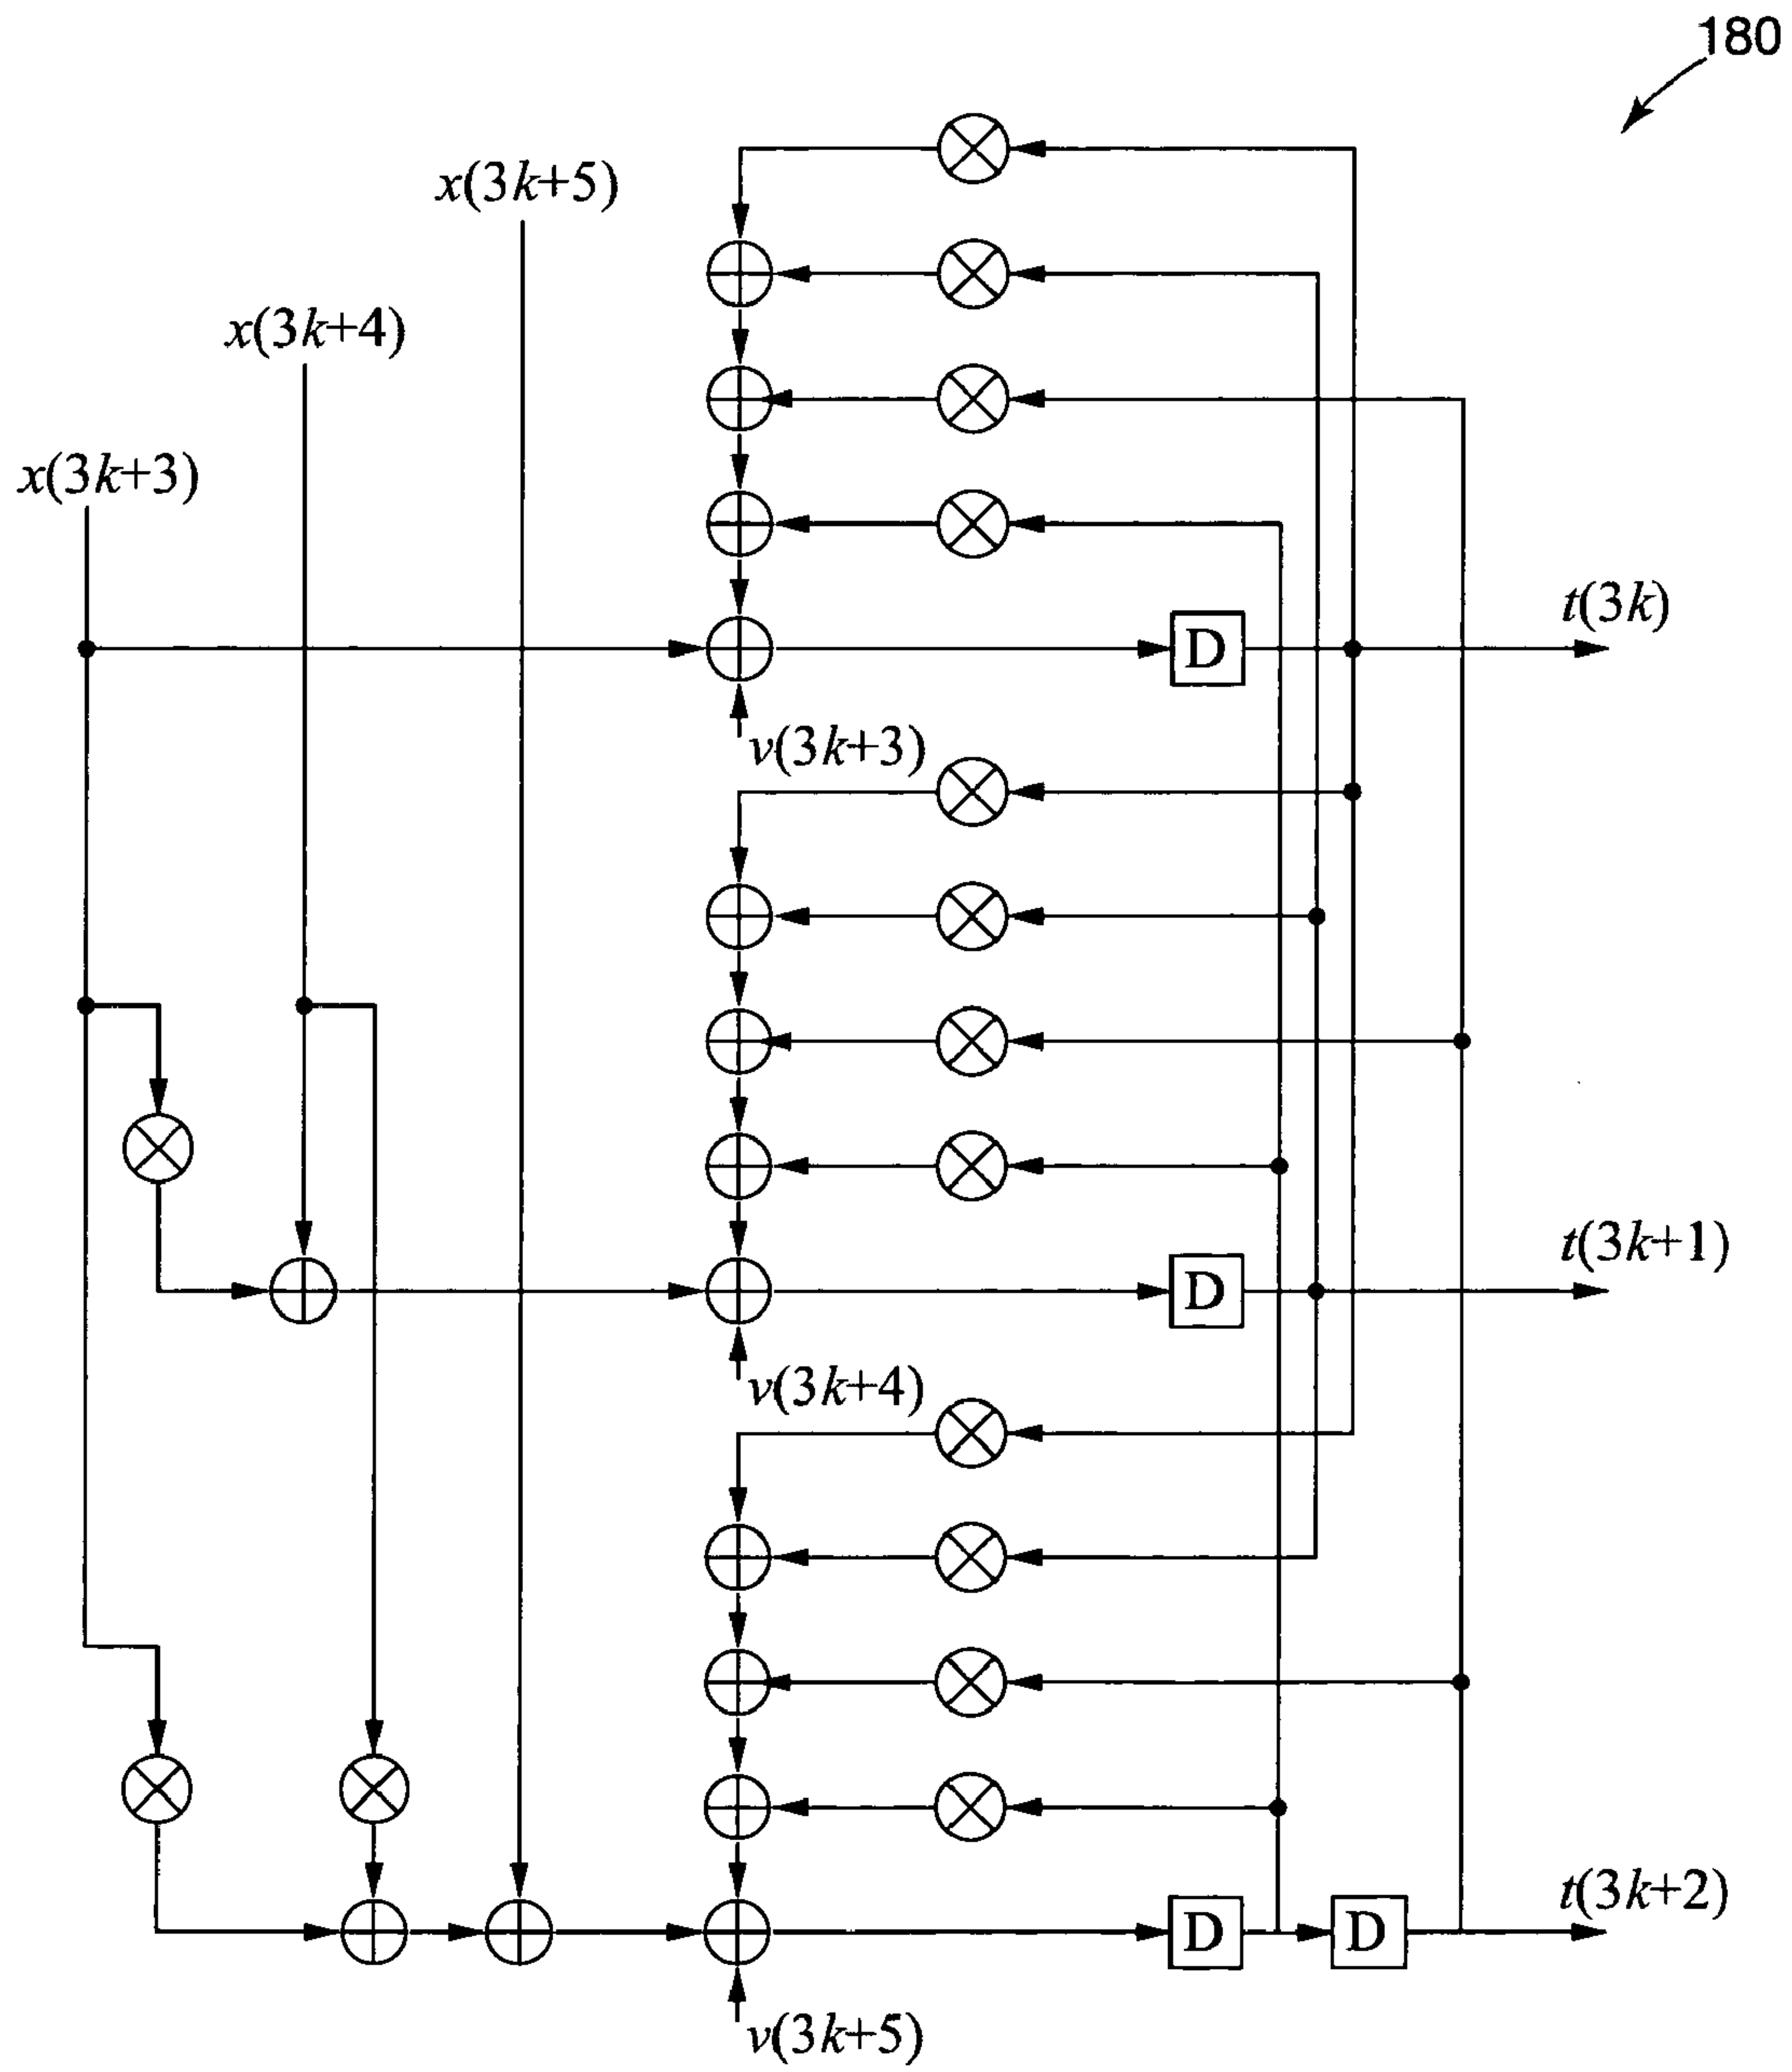 180
x(3k+5)
x(3k+4)
x(3k+3)
D
t(3k)
v(3k+3)
D
t(3k+1)
v(3k+4)
D
D
t(3k+2)
v(3k+5)